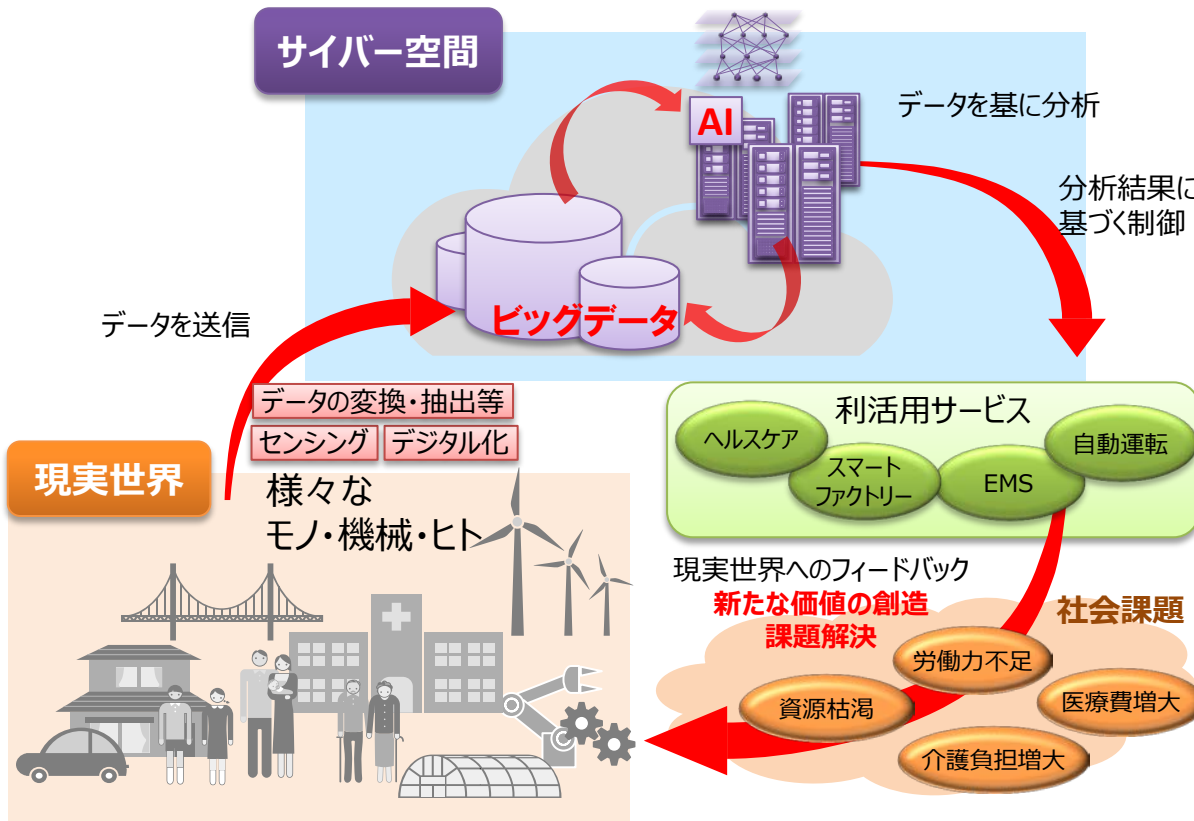 サイバー空間
AI
データを基に分析
分析結果に
基づく制御
ビッグデータ
データを送信
データの変換・抽出等
センシング
デジタル化
現実世界
様々な
モノ・機械・ヒト
利活用サービス
ヘルスケア
スマート
ファクトリー
EMS
自動運転
現実世界へのフィードバック
新たな価値の創造
課題解決
社会課題
労働力不足
資源枯渇
医療費増大
介護負担増大